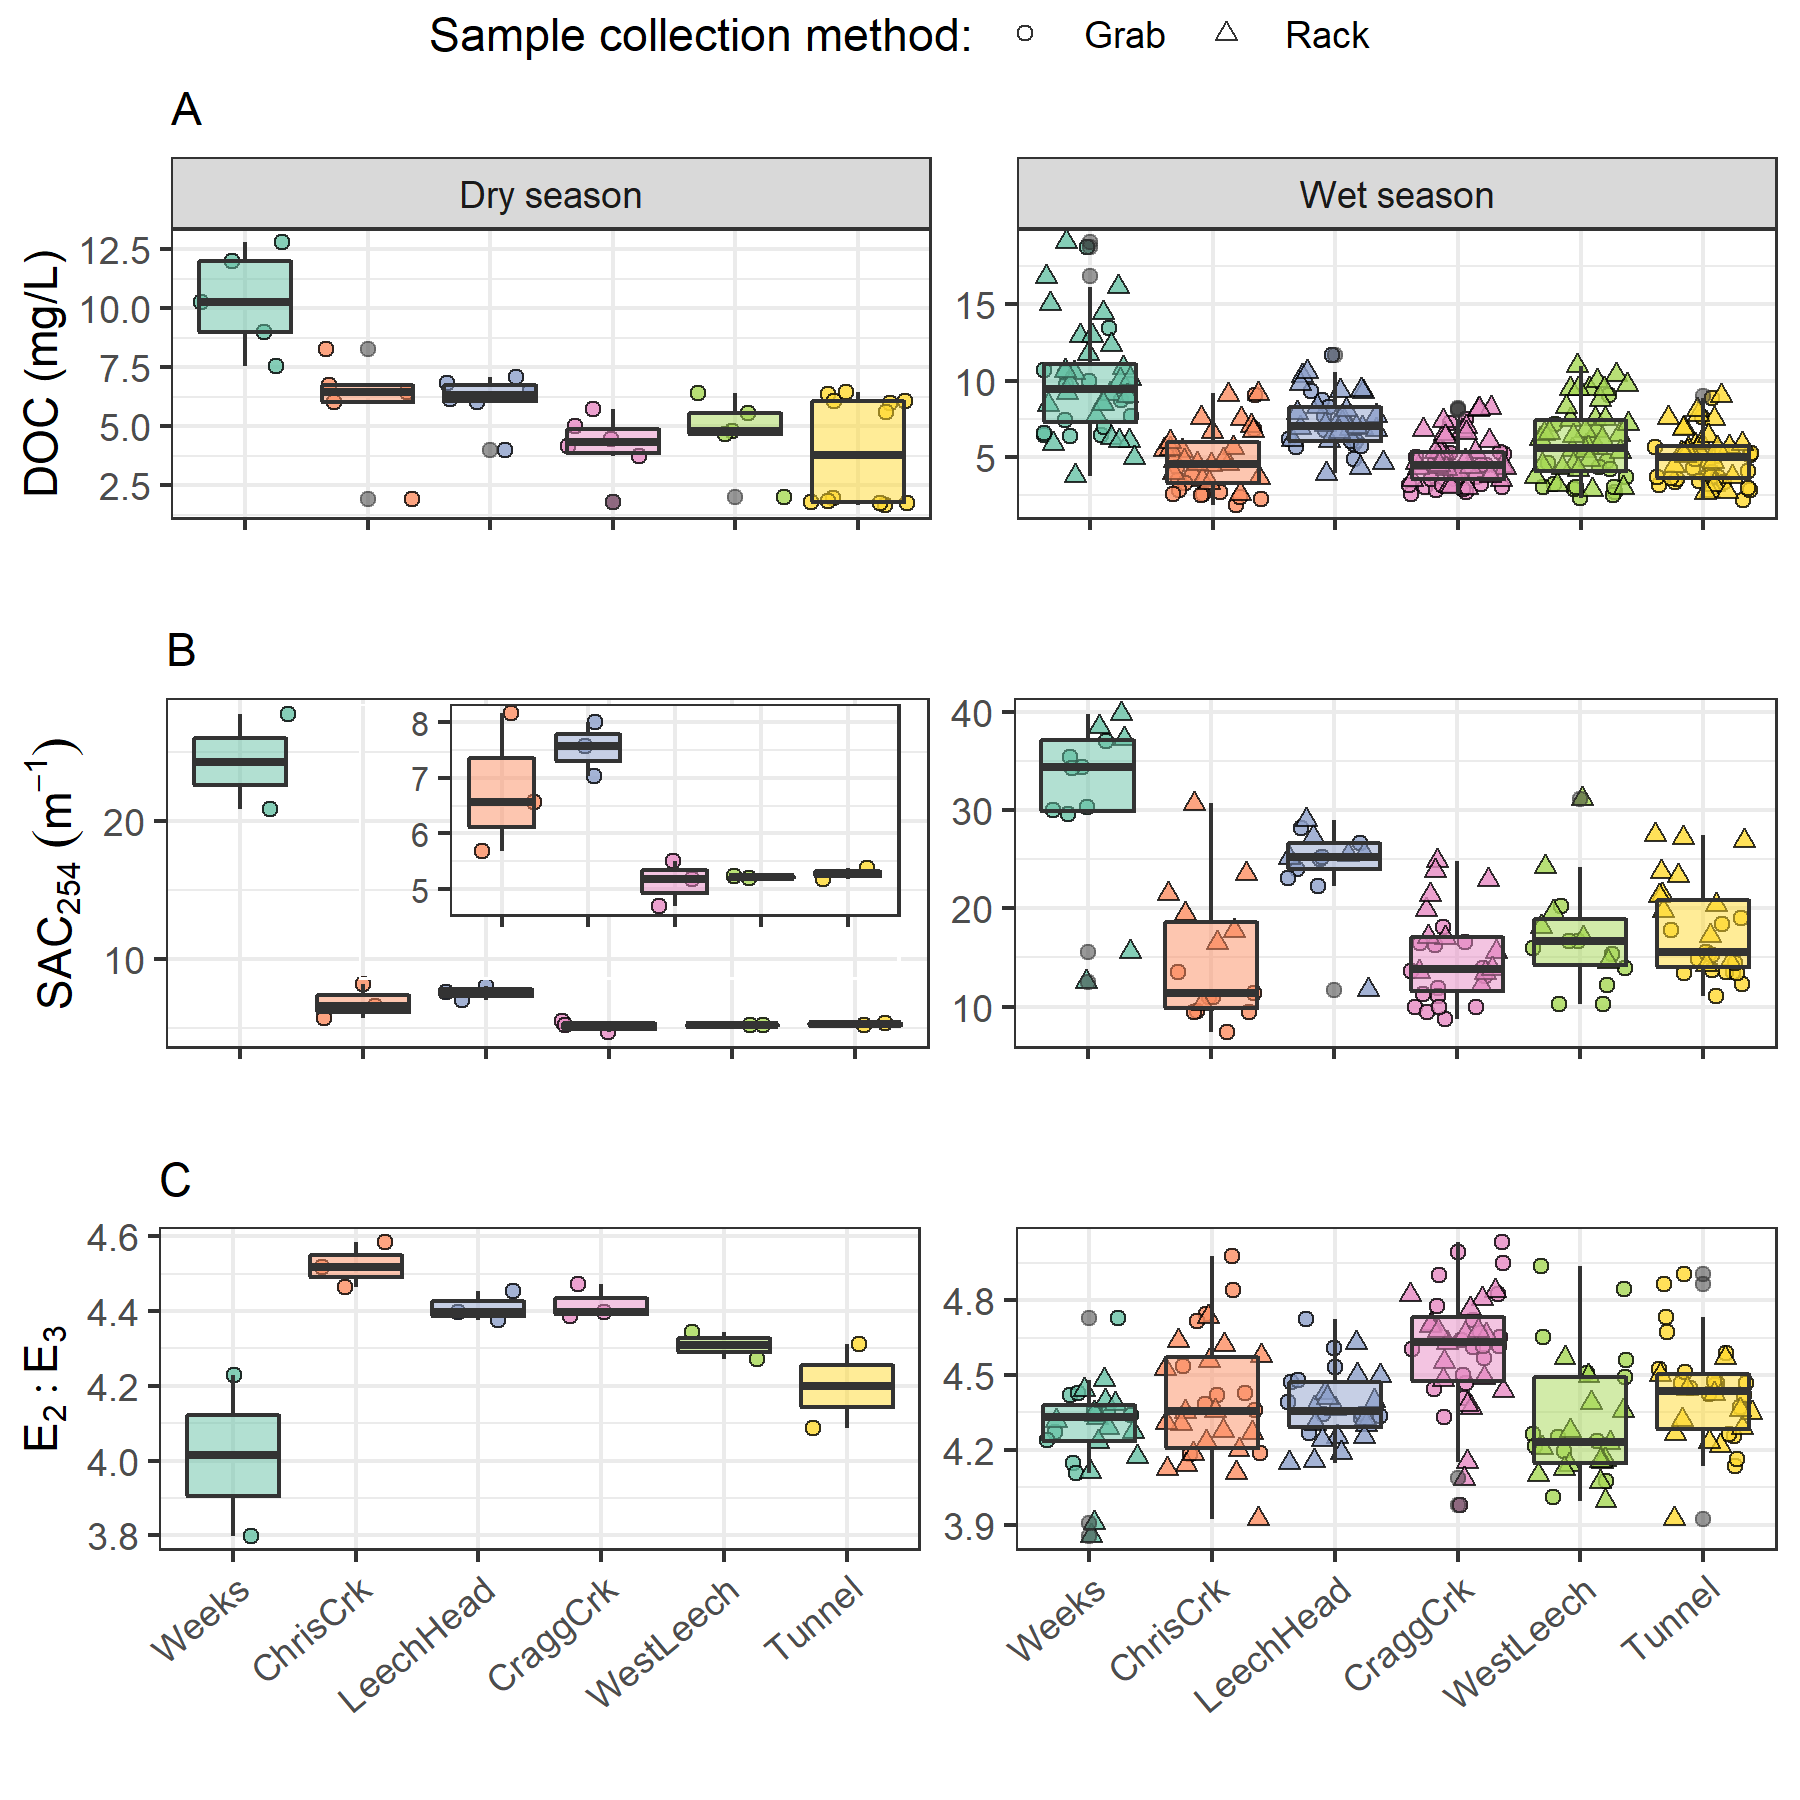 Sample collection method: Grab Rack
A
Dry season Wet season
DOC (mg/L)
12.5
10.0
7.5
5.0
2.5
15
10
5
B
SAC254 (m−1)
20
10
8
7
6
5
40
30
20
10
C
E2 : E3
4.6
4.4
4.2
4.0
3.8
4.8
4.5
4.2
3.9
Weeks ChrisCrk LeechHead CraggCrk WestLeech Tunnel
Weeks ChrisCrk LeechHead CraggCrk WestLeech Tunnel